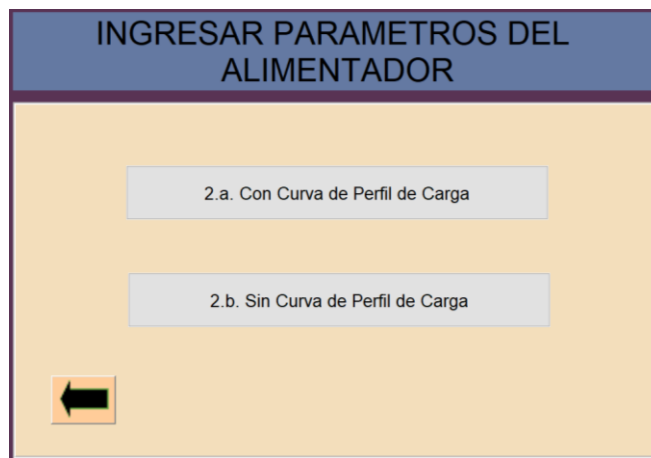 INGRESAR PARAMETROS DEL
ALIMENTADOR
2.a. Con Curva de Perfil de Carga
2.b. Sin Curva de Perfil de Carga